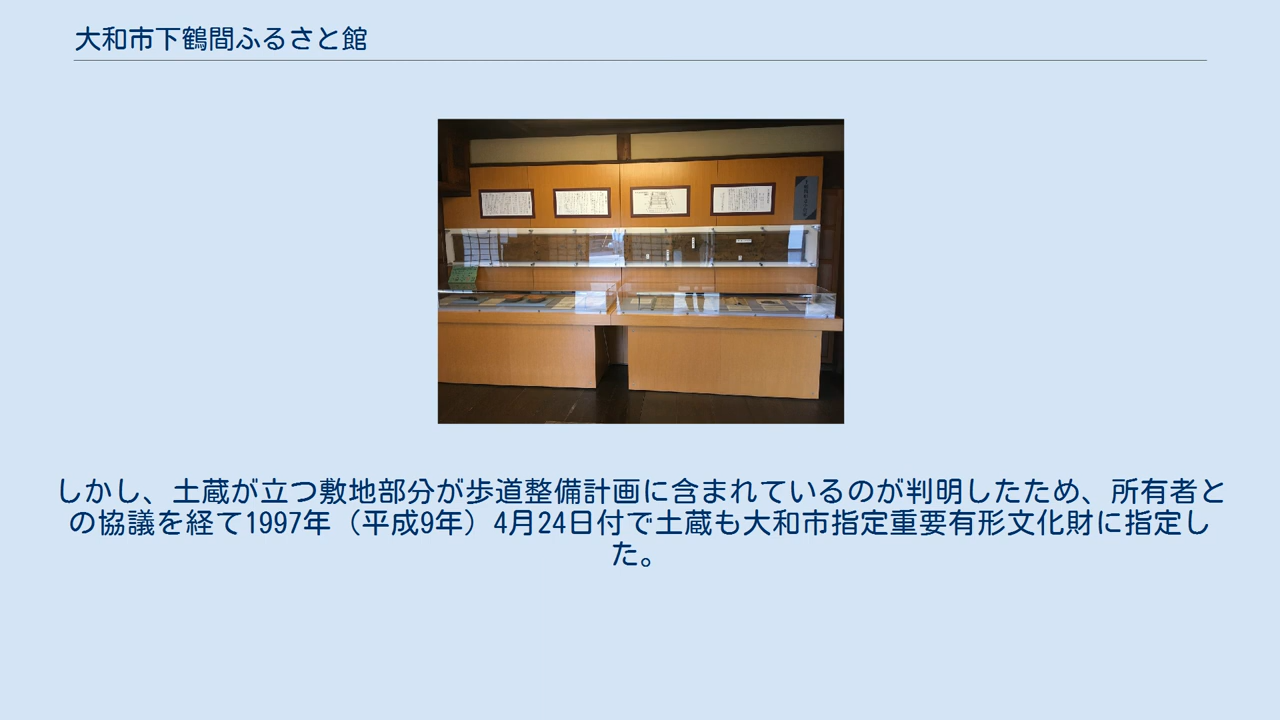 大和市下鶴間ふるさと館
しかし、土蔵が立つ敷地部分が歩道整備計画に含まれているのが判明したため、所有者と
の協議を経て1997年（平成9年）4月24日付で土蔵も大和市指定重要有形文化財に指定し
た。